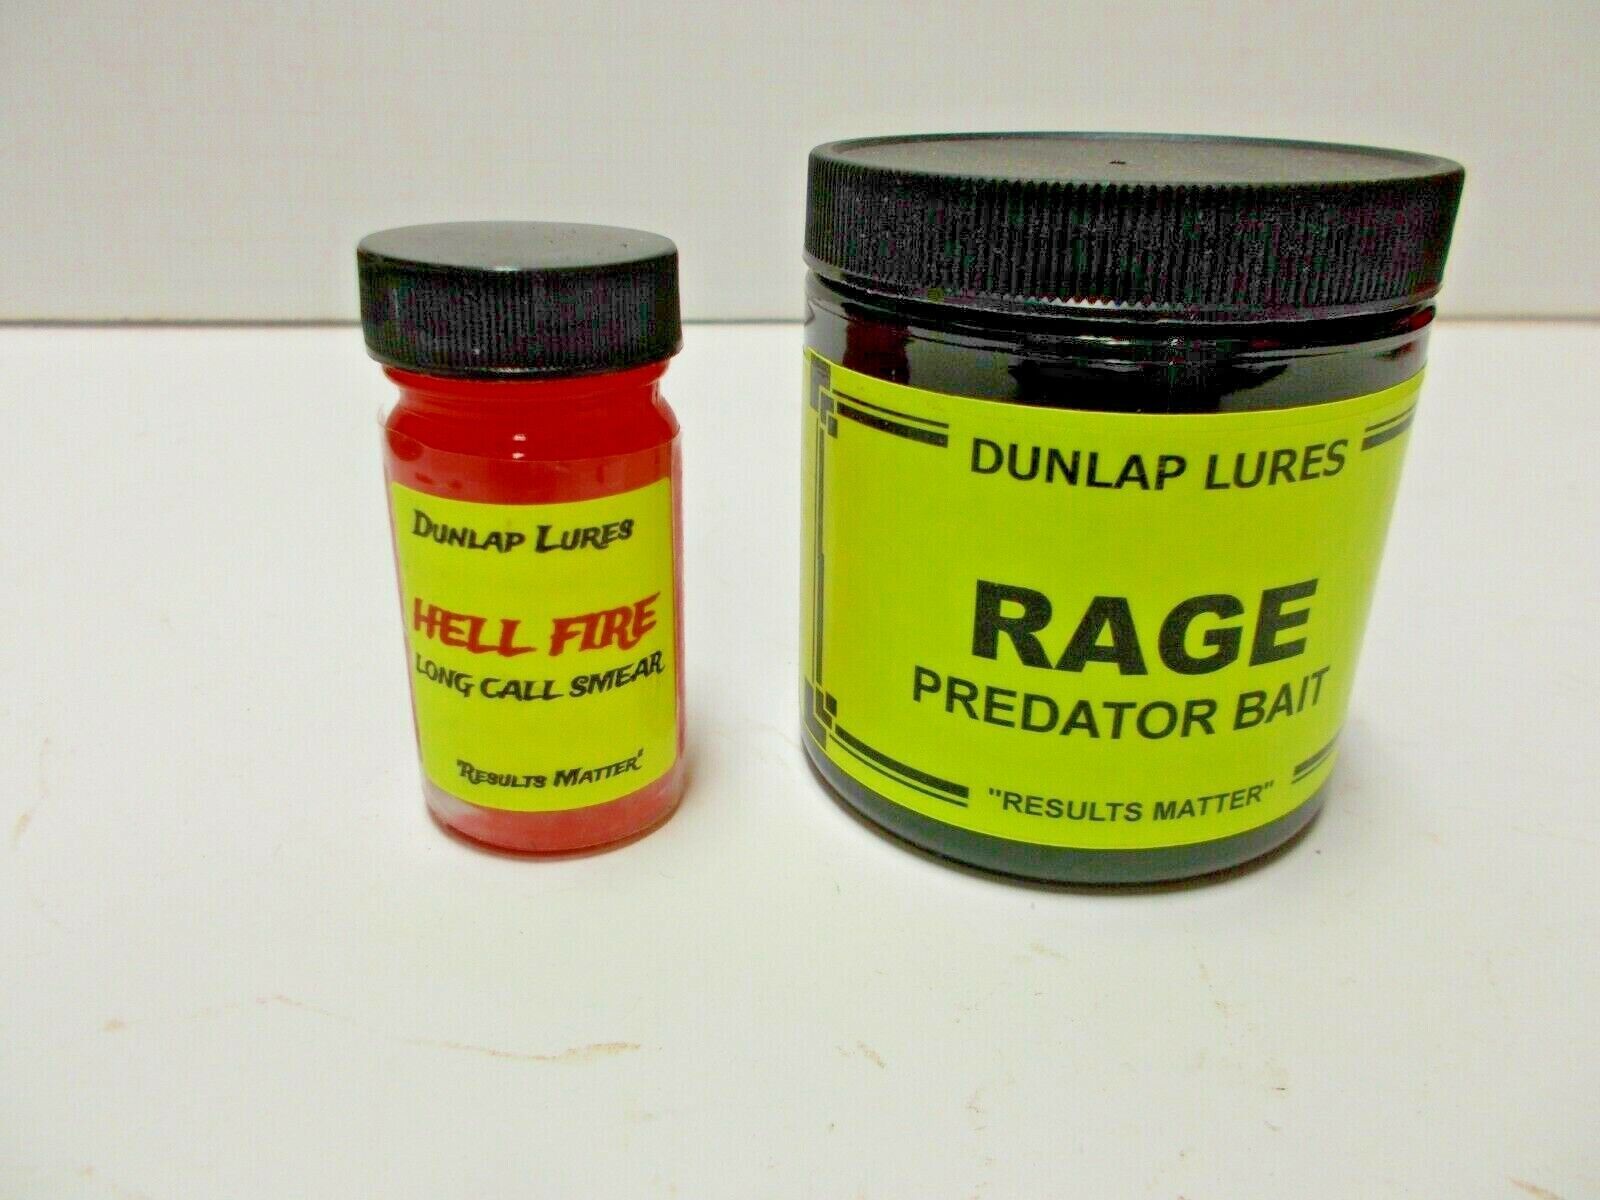 DUNLAP LURES
HELL FIRE
LONG CALL SMEAR
"RESULTS MATTER"
DUNLAP LURES
RAGE
PREDATOR BAIT
"RESULTS MATTER"